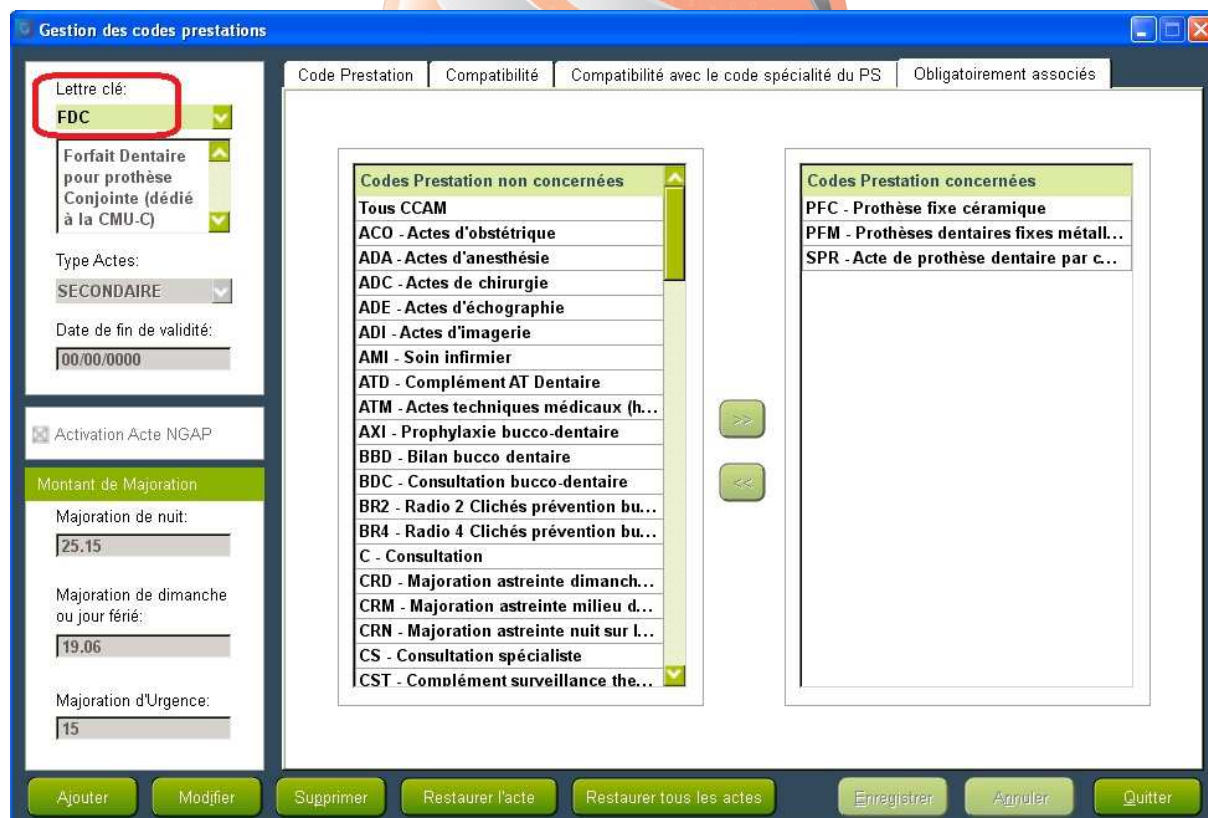 Gestion des codes prestations
Lettre clé:
FDC
Forfait Dentaire
pour prothèse
Conjointe (dédié
à la CMU-C)
Type Actes:
SECONDAIRE
Date de fin de validité:
00/00/0000
Activation Acte NGAP
Montant de Majoration
Majoration de nuit:
25.15
Majoration de dimanche
ou jour férié:
19.06
Majoration d'Urgence:
15
Code Prestation
Compatibilité
Compatibilité avec le code spécialité du PS
Obligatoirement associés
Codes Prestation non concernées
Tous CCAM
ACO - Actes d'obstétrique
ADA - Actes d'anesthésie
ADC - Actes de chirurgie
ADE - Actes d'échographie
ADI - Actes d'imagerie
AMI - Soin infirmier
ATD - Complément AT Dentaire
ATM - Actes techniques médicaux (h...
AXI - Prophylaxie bucco-dentaire
BBD - Bilan bucco dentaire
BDC - Consultation bucco-dentaire
BR2 - Radio 2 Clichés prévention bu...
BR4 - Radio 4 Clichés prévention bu...
C - Consultation
CRD - Majoration astreinte dimanch...
CRM - Majoration astreinte milieu d...
CRN - Majoration astreinte nuit sur l...
CS - Consultation spécialiste
CST - Complément surveillance the...
>>
<<
Codes Prestation concernées
PFC - Prothèse fixe céramique
PFM - Prothèses dentaires fixes métall...
SPR - Acte de prothèse dentaire par c...
Ajouter
Modifier
Supprimer
Restaurer l'acte
Restaurer tous les actes
Enregistrer
Annuler
Quitter